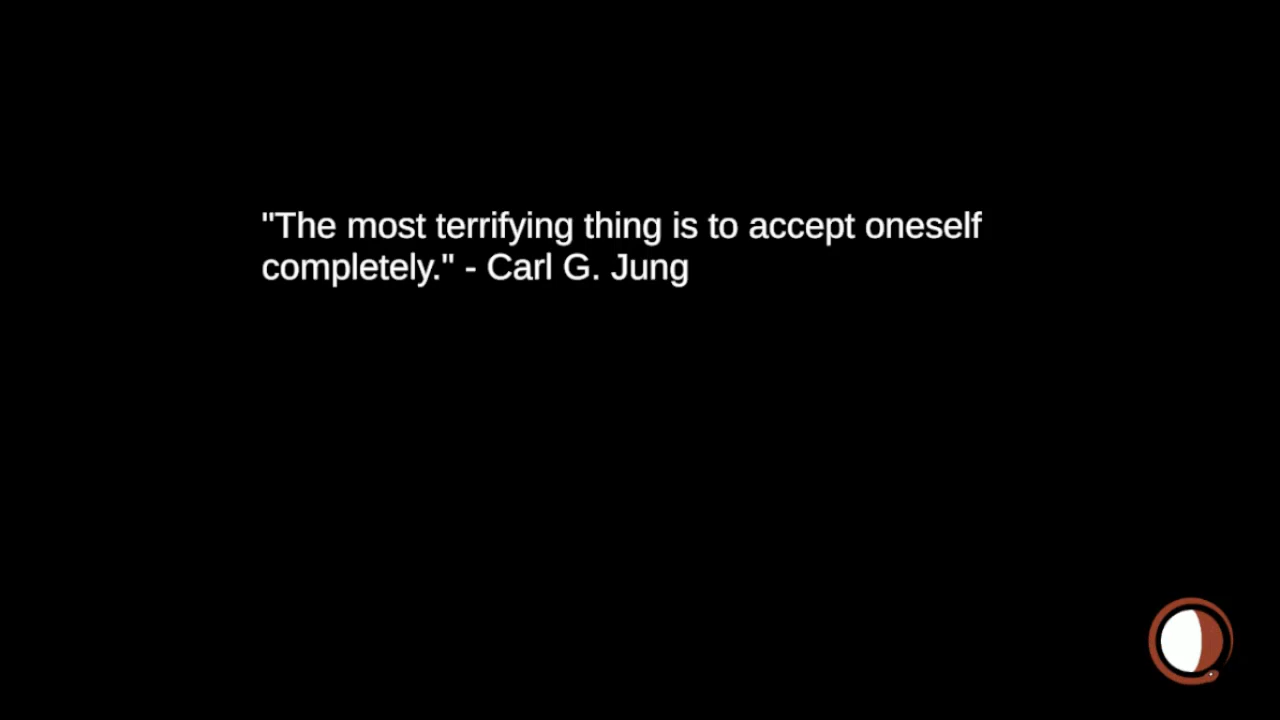 "The most terrifying thing is to accept oneself
completely." - Carl G. Jung